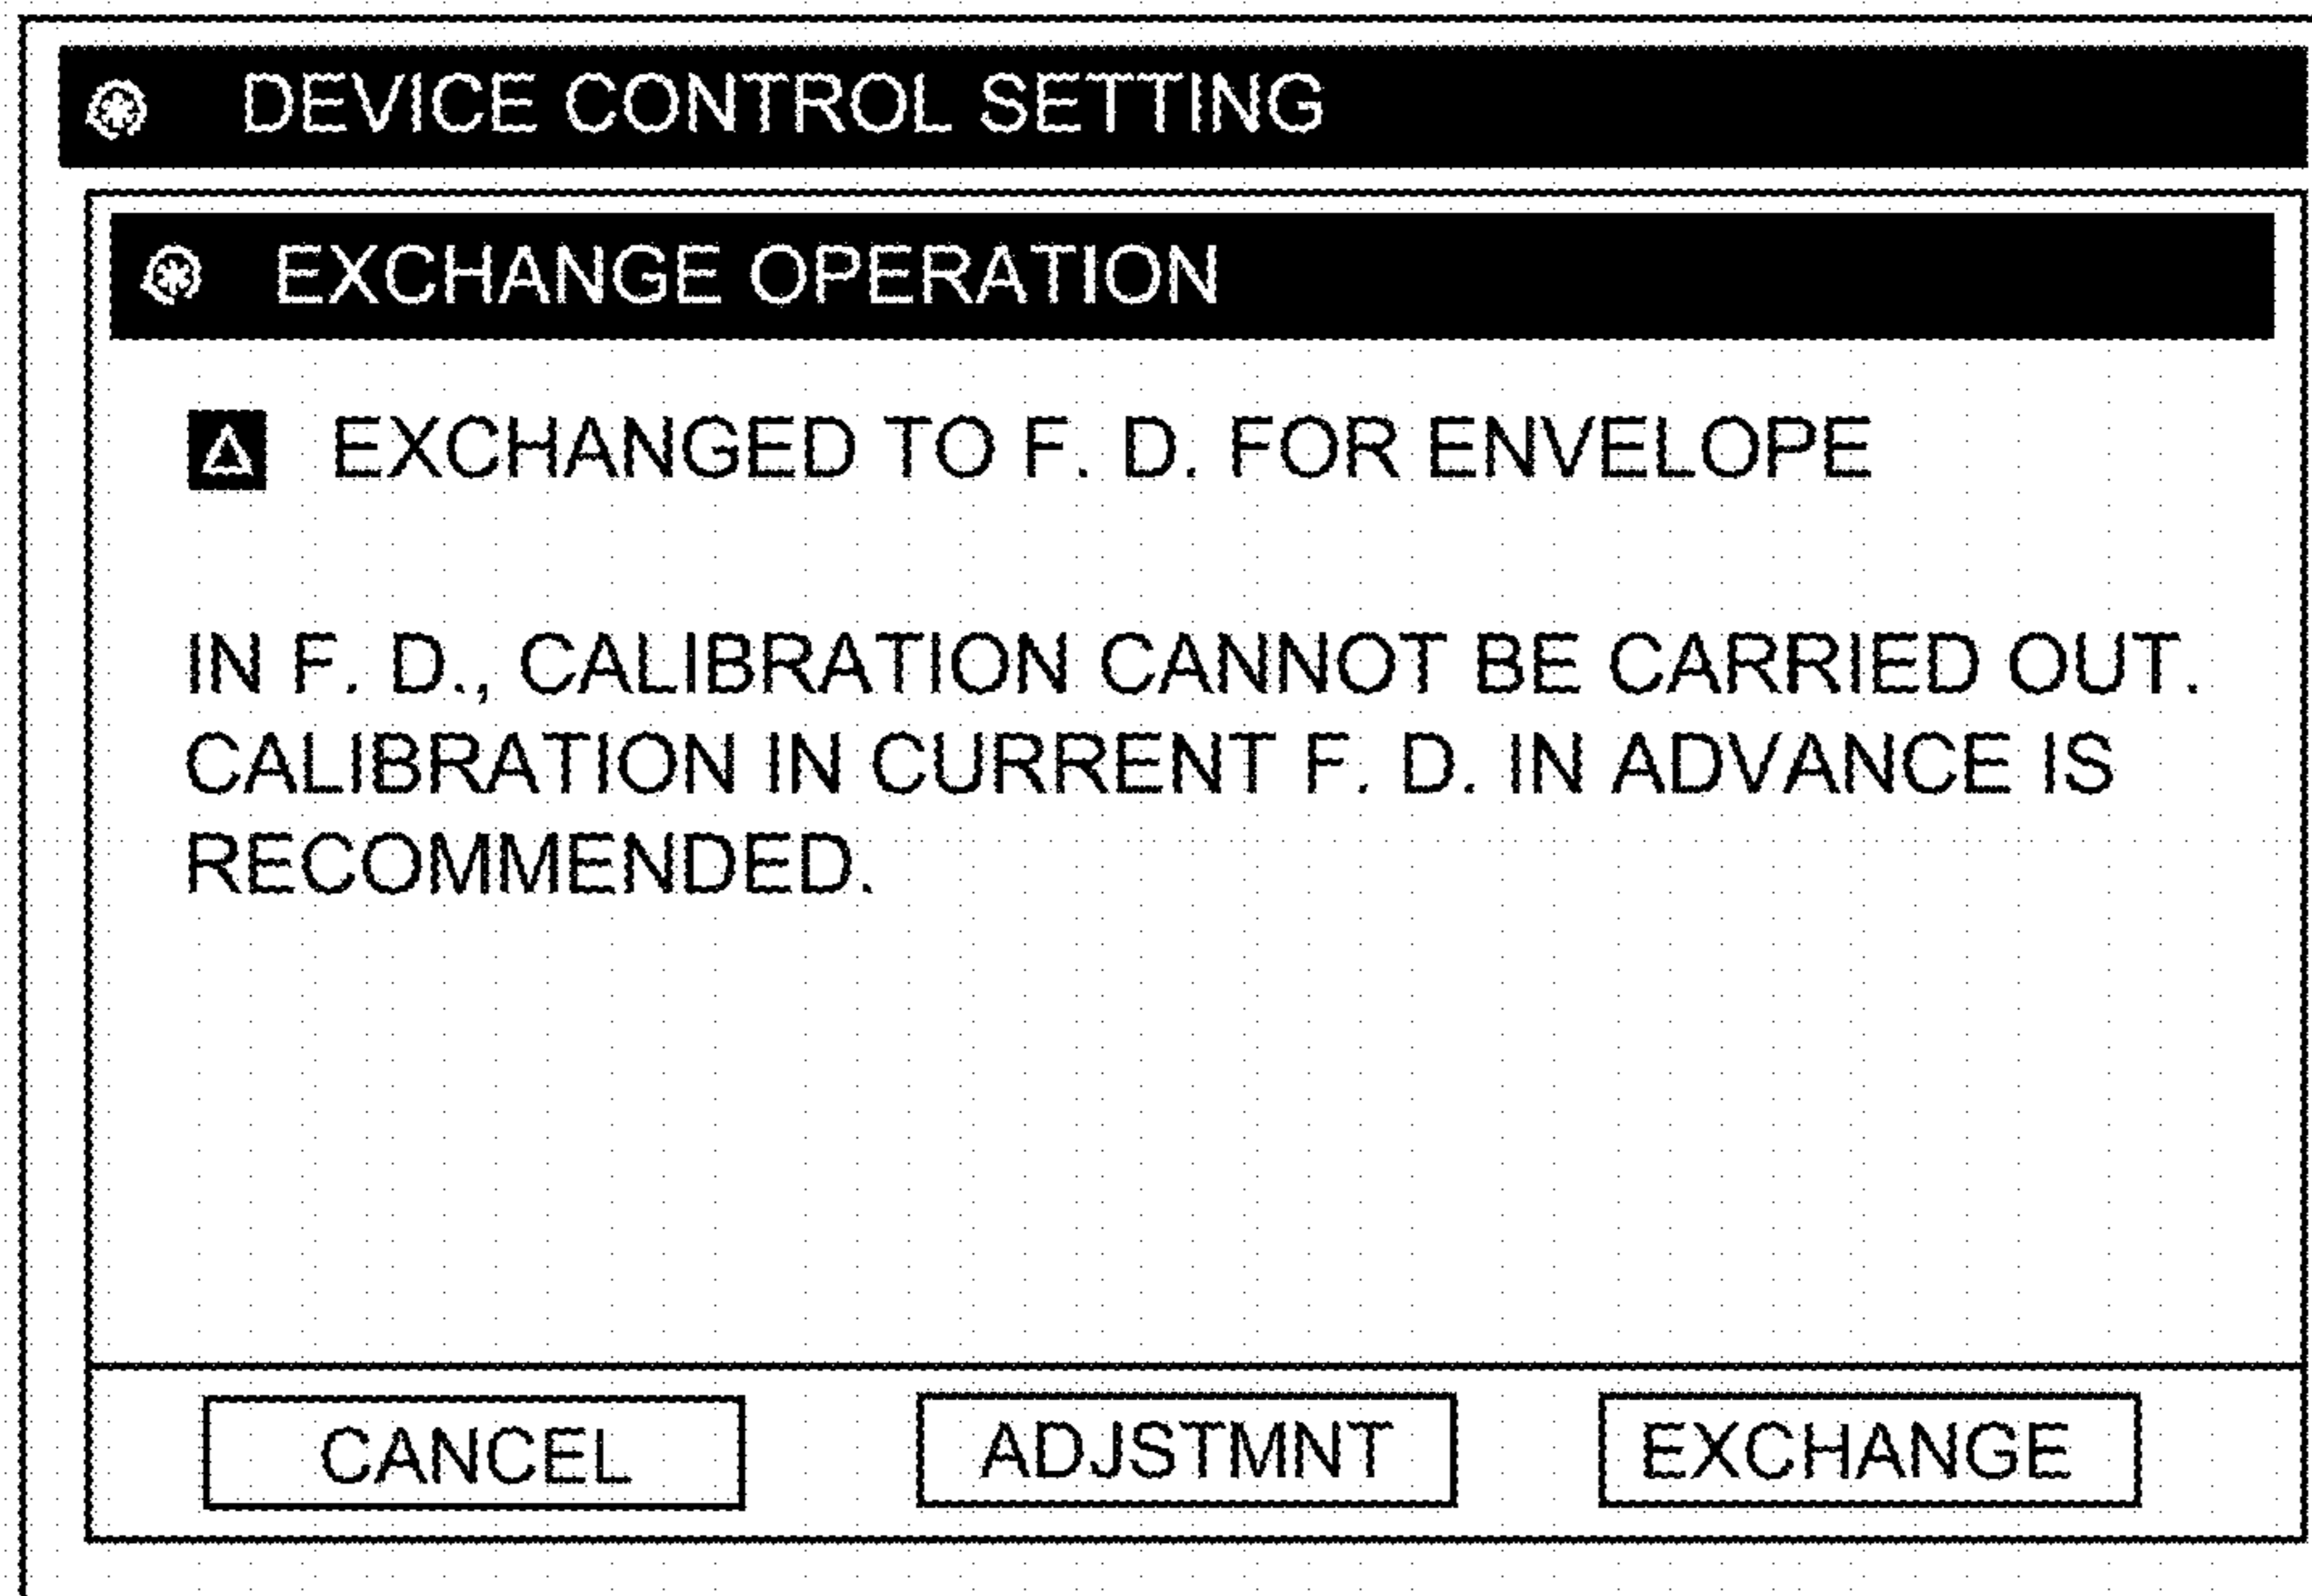 DEVICE CONTROL SETTING
EXCHANGE OPERATION
EXCHANGED TO F. D. FOR ENVELOPE
IN F. D., CALIBRATION CANNOT BE CARRIED OUT.
CALIBRATION IN CURRENT F. D. IN ADVANCE IS
RECOMMENDED.
CANCEL
ADJSTMNT
EXCHANGE